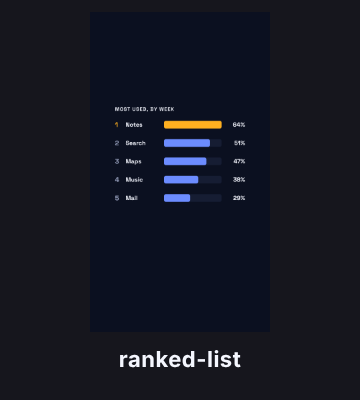 MOST USED, BY WEEK
1 Notes 64%
2 Search 51%
3 Maps 47%
4 Music 38%
5 Mail 29%
ranked-list